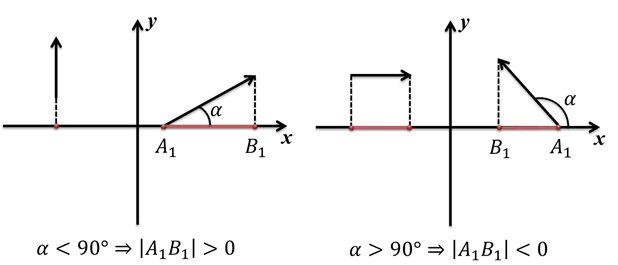 y
α
x
A₁
B₁
α < 90° ⇒ |A₁B₁| > 0
y
α
x
B₁
A₁
α > 90° ⇒ |A₁B₁| < 0